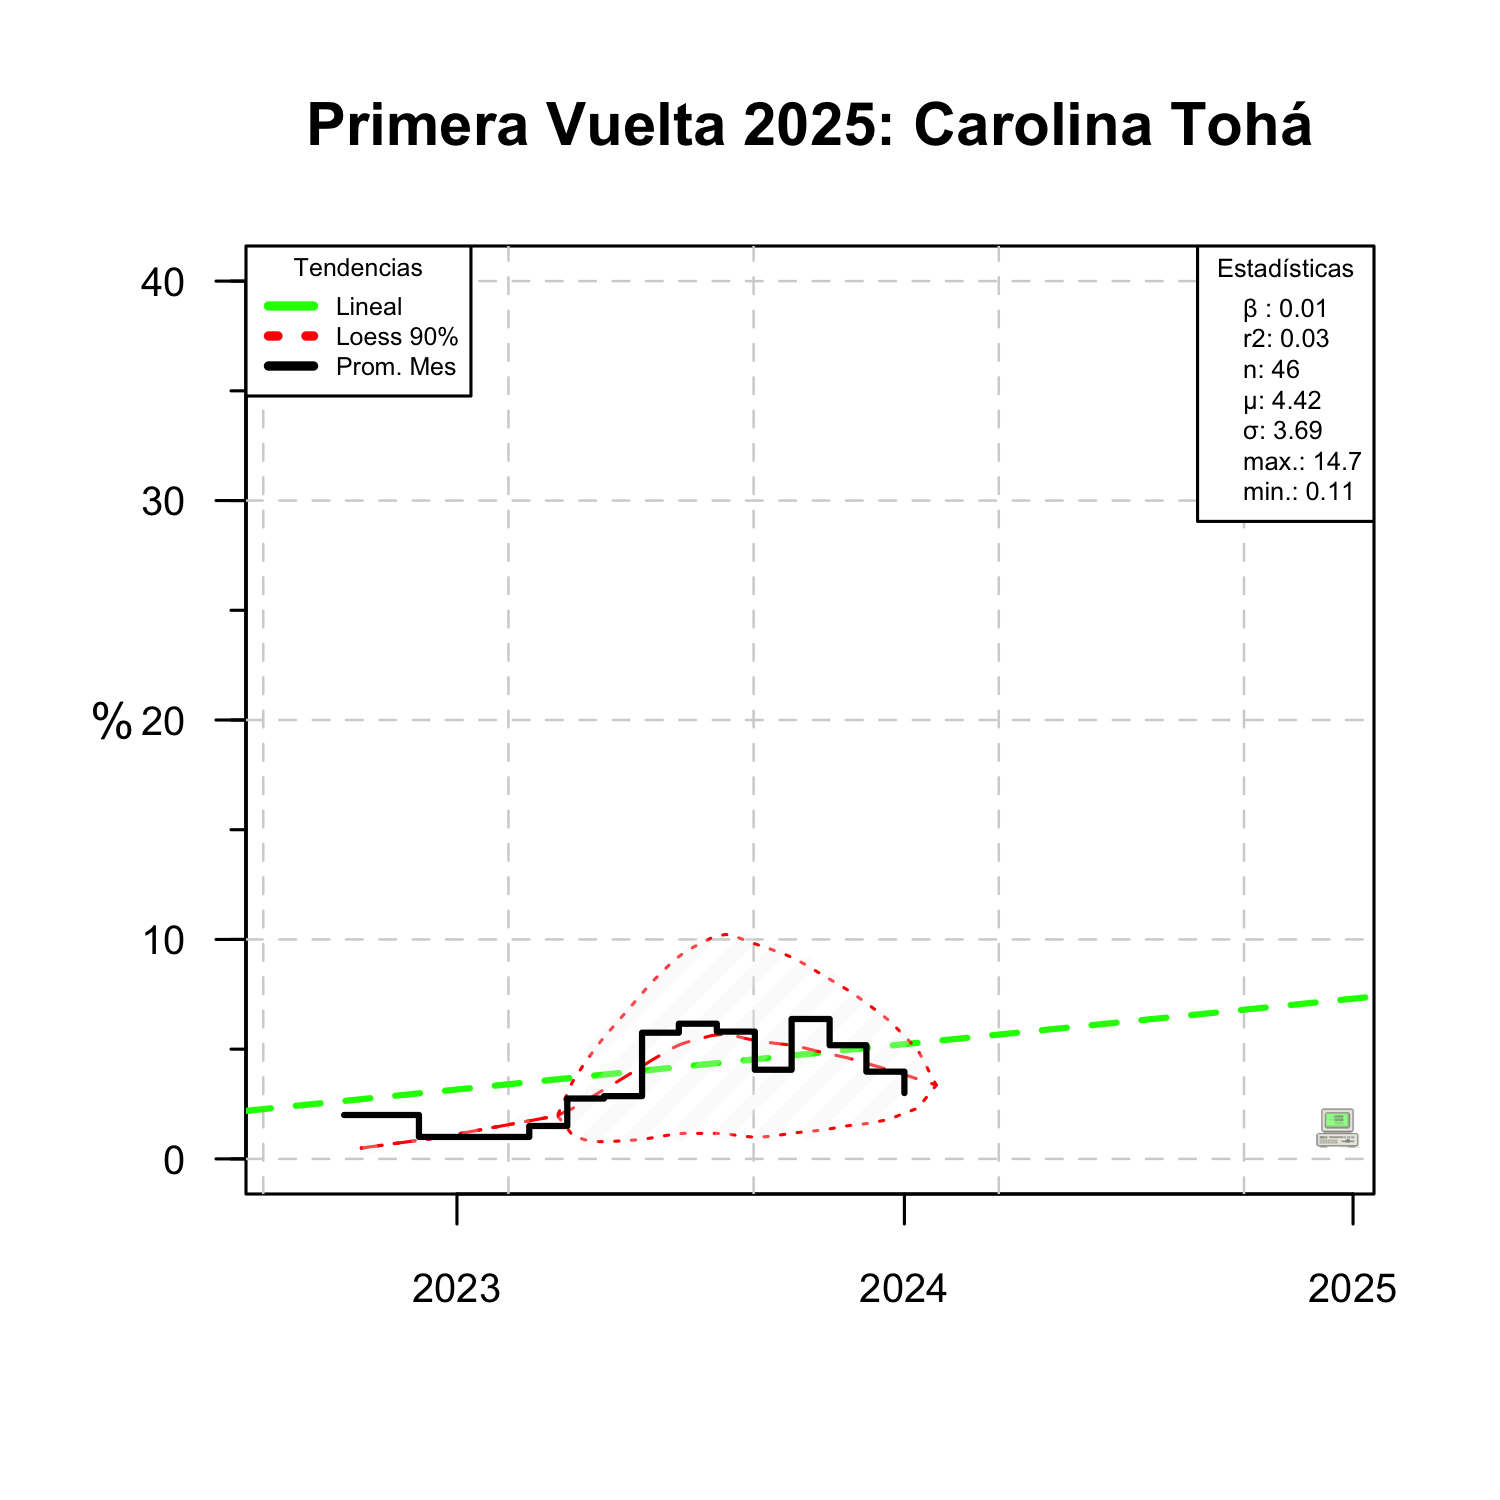 Primera Vuelta 2025: Carolina Tohá
Tendencias
Lineal
Loess 90%
Prom. Mes
Estadísticas
β : 0.01
r2: 0.03
n: 46
μ: 4.42
σ: 3.69
max.: 14.7
min.: 0.11
40
30
% 20
10
0
2023
2024
2025